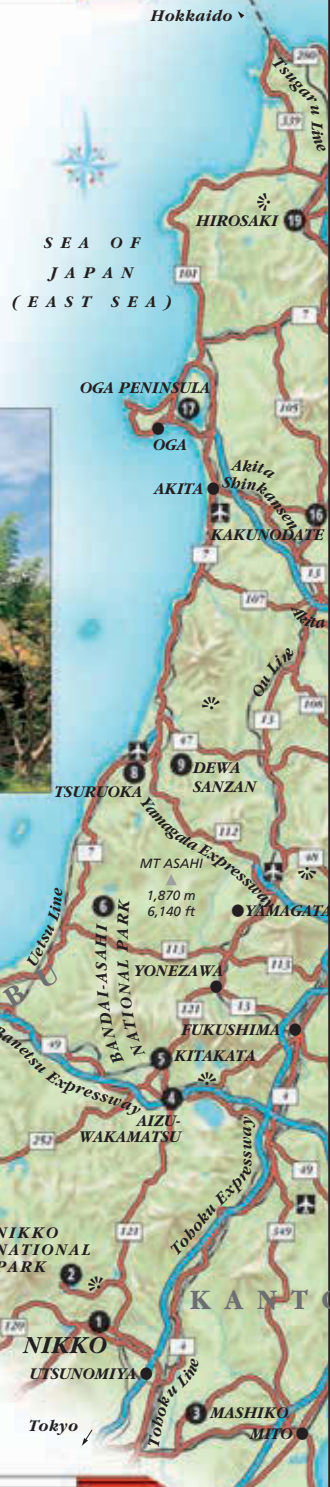 Hokkaido
280
Tsugaru Line
339
HIROSAKI 19
SEA OF
JAPAN
(EAST SEA)
101
7
OGA PENINSULA
17
105
OGA
Akita
Shinkansen
AKITA
16
KAKUNODATE
7
13
107
Akita
Ou Line
108
13
47
8
9 DEWA
SANZAN
TSURUOKA
Yamagata Expressway
112
7
MT ASAHI
48
1,870 m
6,140 ft
6
YAMAGATA
Uetsu Line
BANDAI-ASAHI
NATIONAL PARK
113
113
B U
YONEZAWA
121
13
FUKUSHIMA
49
Banetsu Expressway
5 KITAKATA
4
4
AIZU-
WAKAMATSU
252
49
Tohoku Expressway
121
349
NIKKO
NATIONAL
PARK
2
KANTO
1
120
NIKKO
4
UTSUNOMIYA
Tohoku Line
3 MASHIKO
Tokyo
MITO